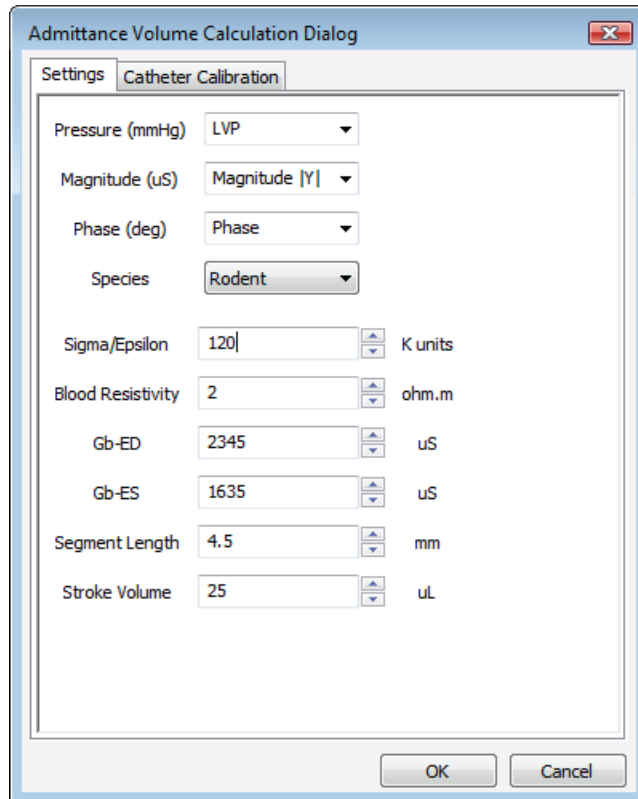 Admittance Volume Calculation Dialog
Settings Catheter Calibration
Pressure (mmHg) LVP
Magnitude (uS) Magnitude |Y|
Phase (deg) Phase
Species Rodent
Sigma/Epsilon 120 K units
Blood Resistivity 2 ohm.m
Gb-ED 2345 uS
Gb-ES 1635 uS
Segment Length 4.5 mm
Stroke Volume 25 uL
OK Cancel